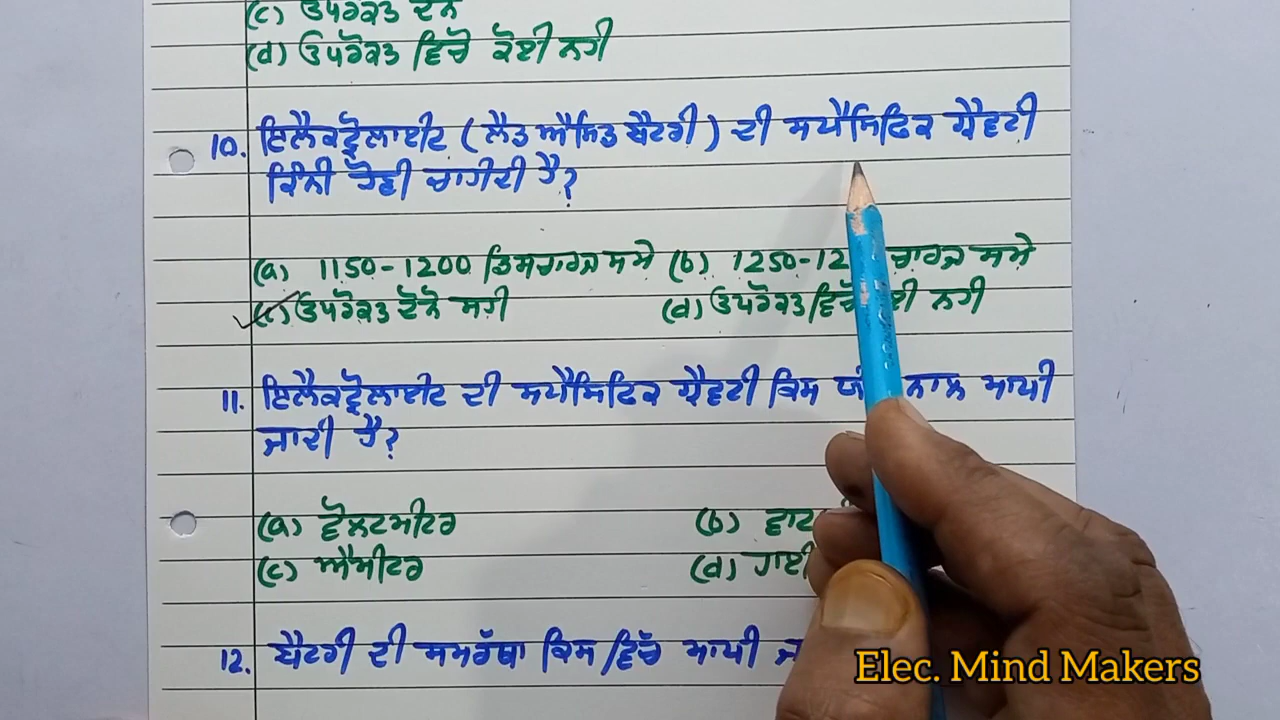 (c) ਉਪਰੋਕਤ ਦੋਨੋ
(d) ਉਪਰੋਕਤ ਵਿਚੋ ਕੋਈ ਨਹੀ
10. ਇਲੈਕਟ੍ਰੋਲਾਈਟ (ਲੈਡ ਐਸਿਡ ਬੈਟਰੀ) ਦੀ ਸਪੈਸਿਫਿਕ ਗ੍ਰੈਵਟੀ
ਕਿੰਨੀ ਹੋਣੀ ਚਾਹੀਦੀ ਹੈ?
(a) 1150-1200 ਡਿਸਚਾਰਜ ਸਮੇ (b) 1250-12 ਚਾਰਜ ਸਮੇ
(c) ਉਪਰੋਕਤ ਦੋਨੋ ਸਹੀ (d) ਉਪਰੋਕਤ ਵਿਚੋ ਨਹੀ
11. ਇਲੈਕਟ੍ਰੋਲਾਈਟ ਦੀ ਸਪੈਸਿਫਿਕ ਗ੍ਰੈਵਟੀ ਕਿਸ ਨਾਲ ਮਾਪੀ
ਜਾਦੀ ਹੈ?
(a) ਵੋਲਟਮੀਟਰ (b) ਵਾਟ
(c) ਐਮੀਟਰ (d) ਹਾਈ
12. ਬੈਟਰੀ ਦੀ ਸਮਰੱਥਾ ਕਿਸ ਵਿੱਚ ਮਾਪੀ
Elec. Mind Makers